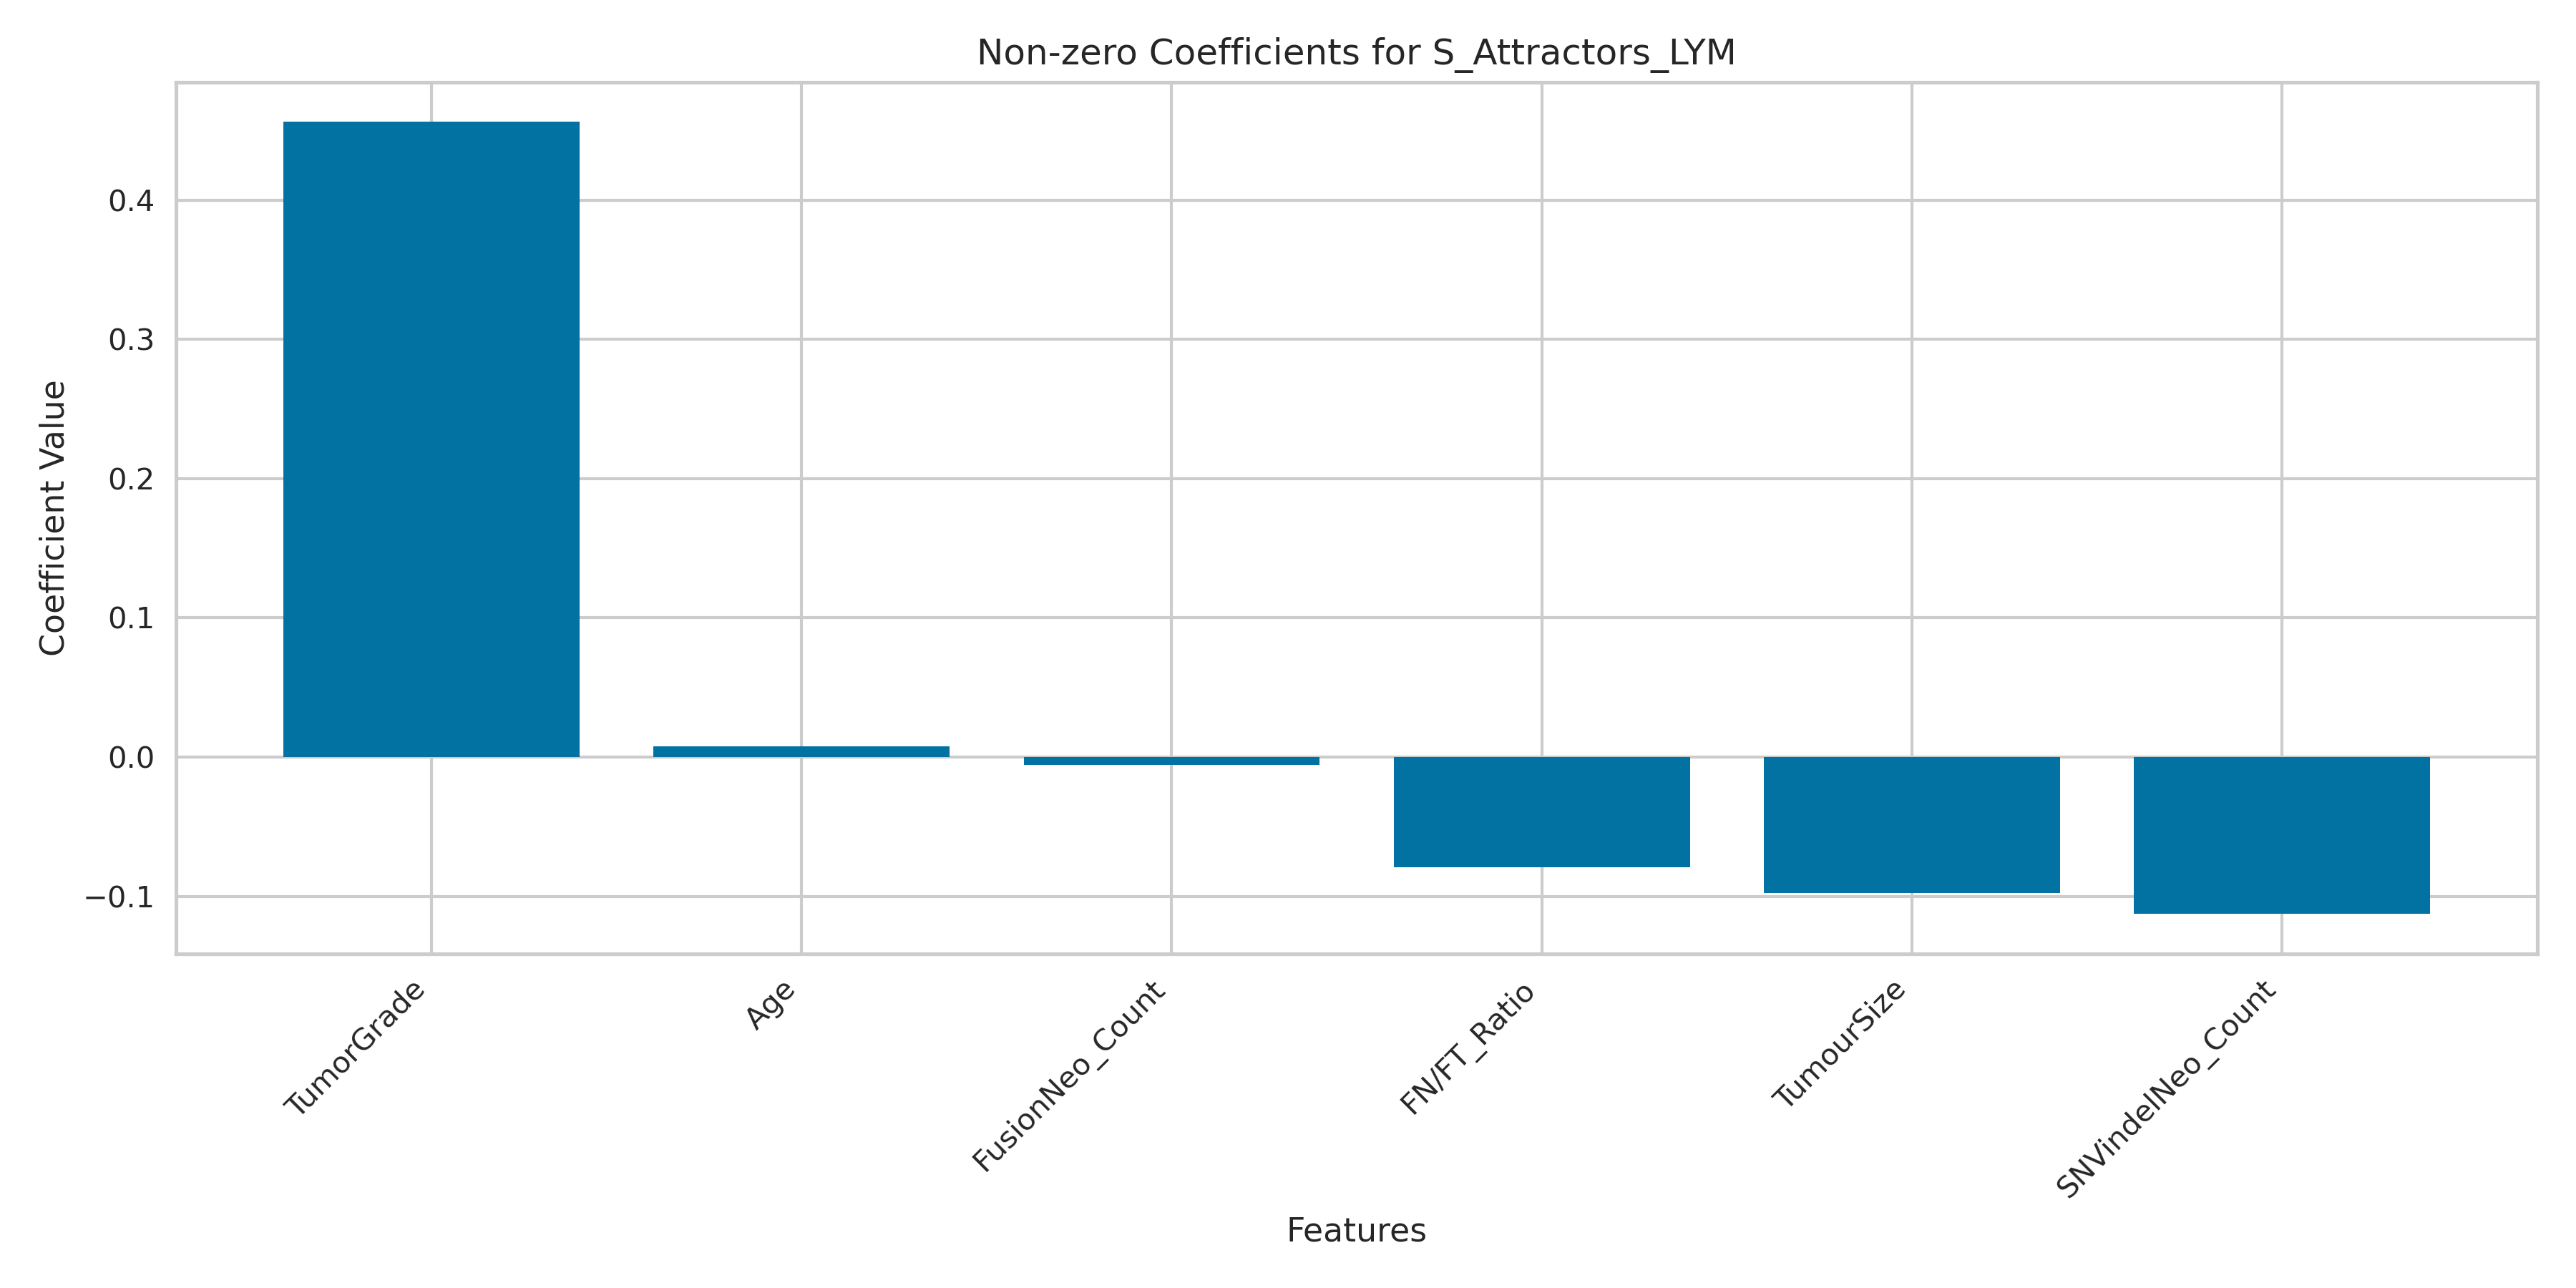 Non-zero Coefficients for S_Attractors_LYM
Coefficient Value
0.4
0.3
0.2
0.1
0.0
−0.1
TumorGrade
Age
FusionNeo_Count
FN/FT_Ratio
TumourSize
SNVindelNeo_Count
Features